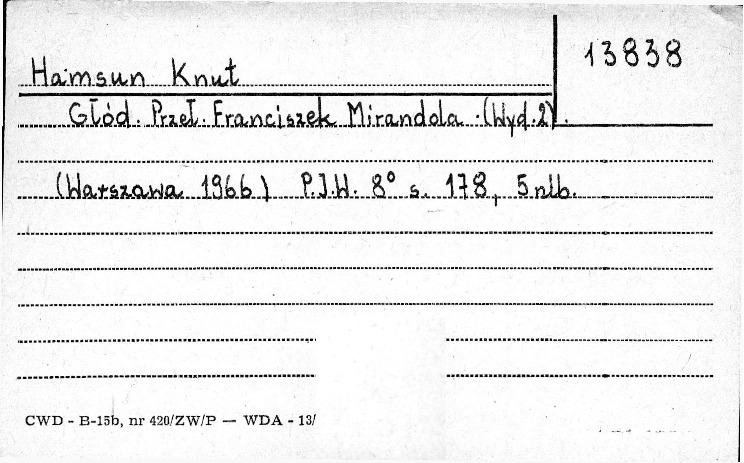 13838
Hamsun Knut
Głód. Przeł. Franciszek Mirandola. (Wyd.2).
(Warszawa 1966) P.I.W. 8° s. 178, 5 nlb.
CWD - B-15b, nr 420/ZW/P — WDA - 13/